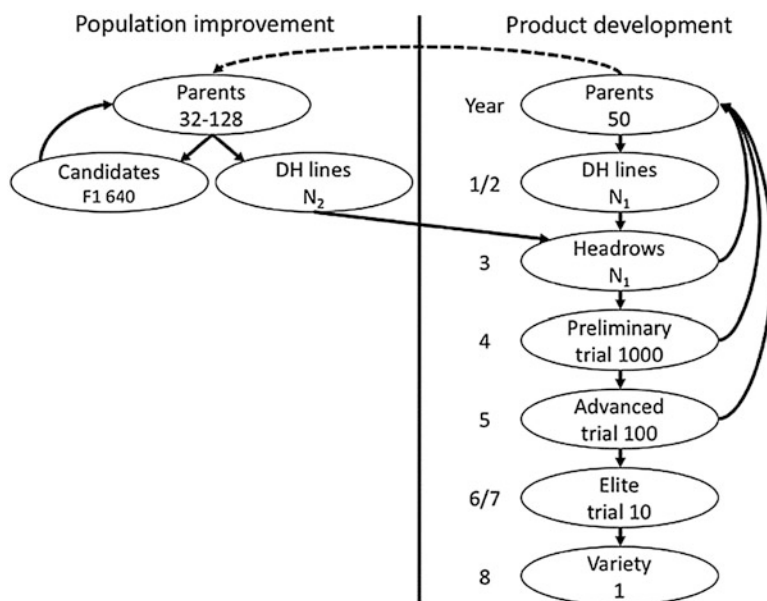 Population improvement
Parents
32-128
Candidates
F1 640
DH lines
N₂
Product development
Year
Parents
50
1/2
DH lines
N₁
3
Headrows
N₁
4
Preliminary
trial 1000
5
Advanced
trial 100
6/7
Elite
trial 10
8
Variety
1